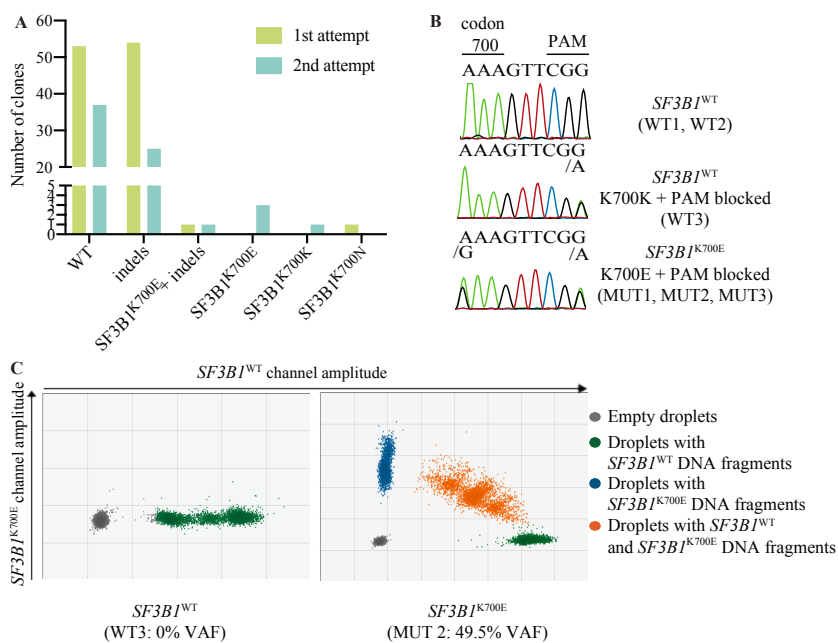 A
Number of clones
60
50
40
30
20
5
4
3
2
1
0
1st attempt
2nd attempt
WT
indels
SF3B1K700E+ indels
SF3B1K700E
SF3B1K700K
SF3B1K700N
B
codon
700
PAM
AAAGTTCGG
SF3B1WT
(WT1, WT2)
AAAGTTCGG
/A
SF3B1WT
K700K + PAM blocked
(WT3)
AAAGTTCGG
/G
/A
SF3B1K700E
K700E + PAM blocked
(MUT1, MUT2, MUT3)
C
SF3B1WT channel amplitude
SF3B1K700E channel amplitude
Empty droplets
Droplets with
SF3B1WT DNA fragments
Droplets with
SF3B1K700E DNA fragments
Droplets with SF3B1WT
and SF3B1K700E DNA fragments
SF3B1WT
(WT3: 0% VAF)
SF3B1K700E
(MUT 2: 49.5% VAF)